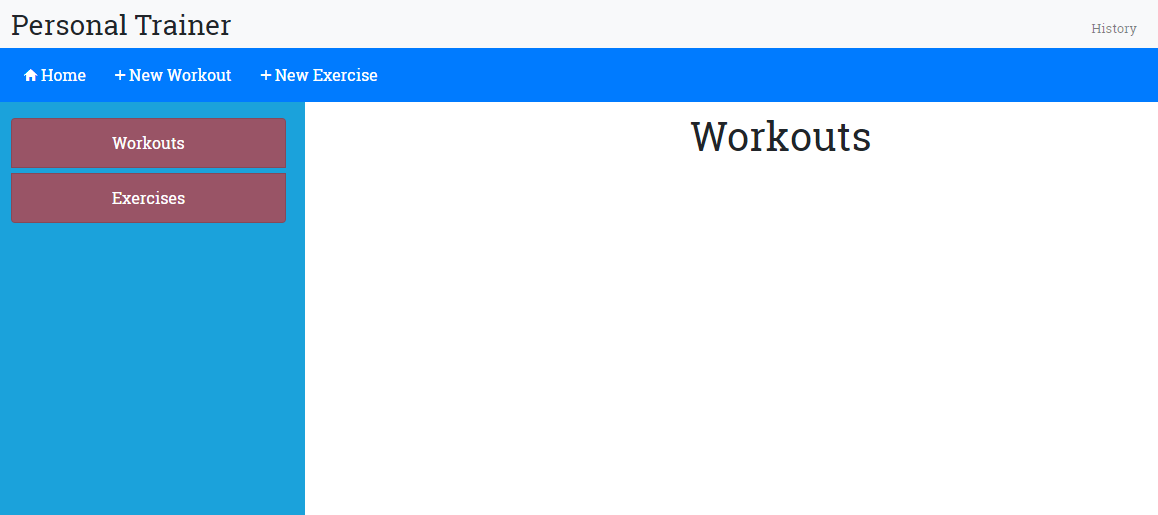 Personal Trainer
History
Home
+ New Workout
+ New Exercise
Workouts
Exercises
Workouts